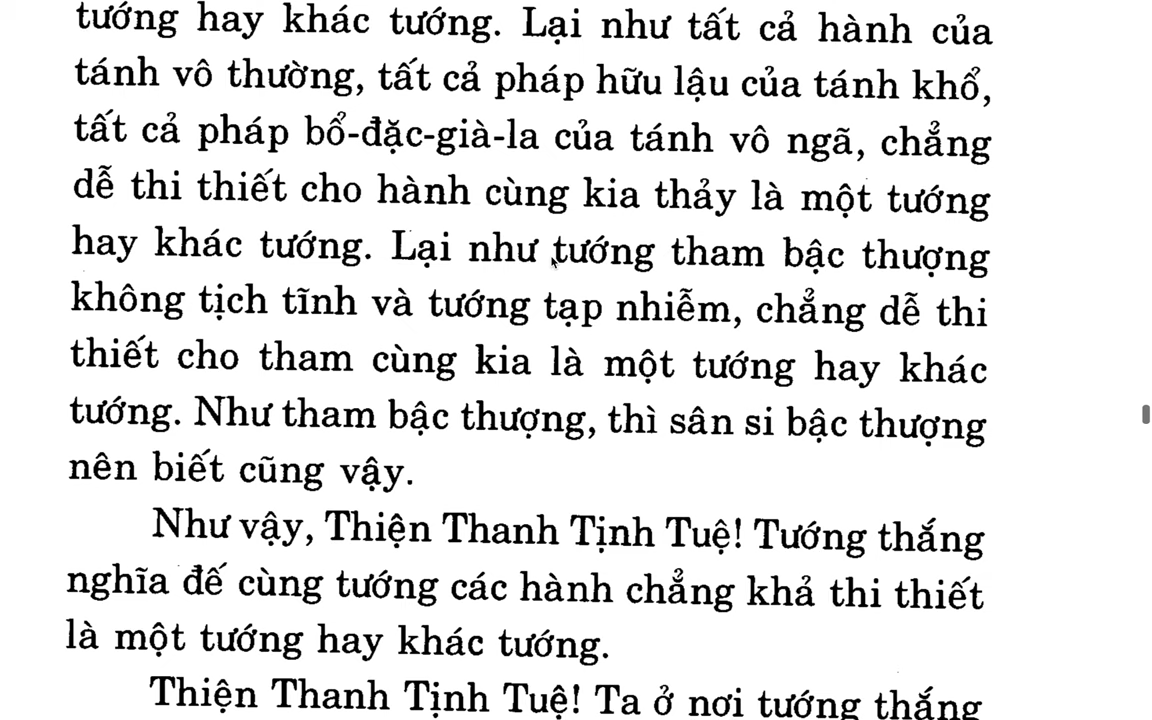 tướng hay khác tướng. Lại như tất cả hành của
tánh vô thường, tất cả pháp hữu lậu của tánh khổ,
tất cả pháp bổ-đặc-già-la của tánh vô ngã, chẳng
dễ thi thiết cho hành cùng kia thảy là một tướng
hay khác tướng. Lại như tướng tham bậc thượng
không tịch tĩnh và tướng tạp nhiễm, chẳng dễ thi
thiết cho tham cùng kia là một tướng hay khác
tướng. Như tham bậc thượng, thì sân si bậc thượng
nên biết cũng vậy.
Như vậy, Thiện Thanh Tịnh Tuệ! Tướng thắng
nghĩa đế cùng tướng các hành chẳng khả thi thiết
là một tướng hay khác tướng.
Thiện Thanh Tịnh Tuệ! Ta ở nơi tướng thắng